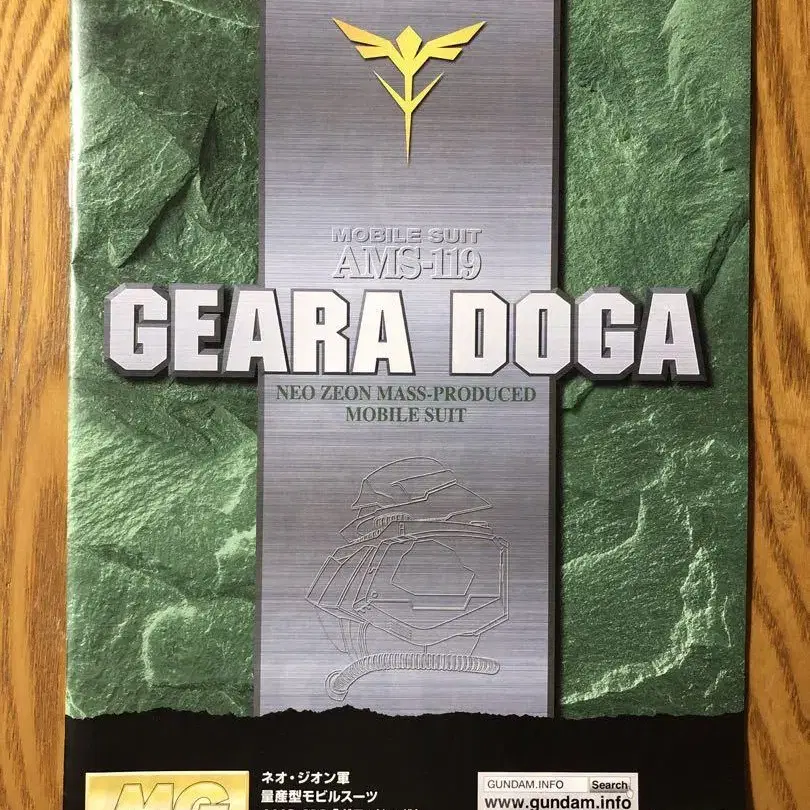 MOBILE SUIT
AMS-119
GEARA DOGA
NEO ZEON MASS-PRODUCED
MOBILE SUIT
MG
ネオ・ジオン軍
量産型モビルスーツ
GUNDAM.INFO Search
www.gundam.info